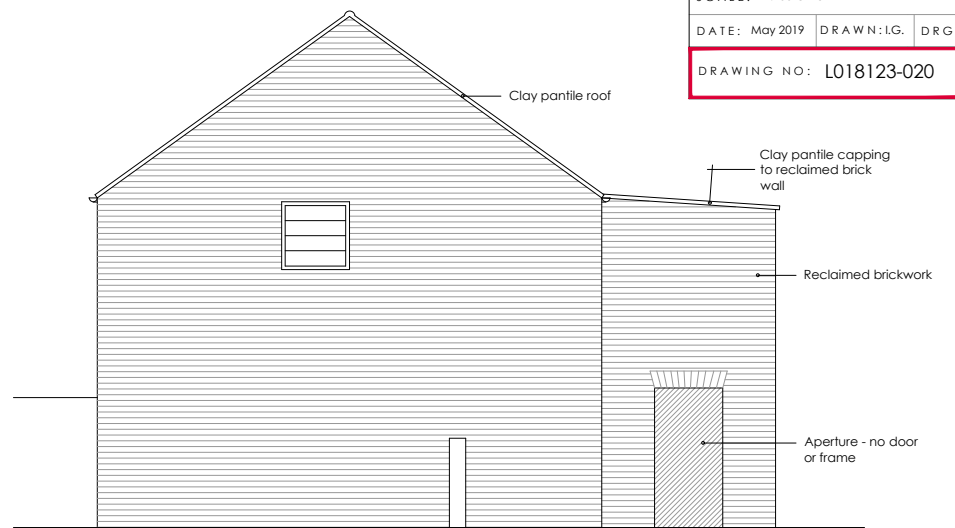 DATE: May 2019 DRAWN: I.G. DRG
DRAWING NO: L018123-020
Clay pantile roof
Clay pantile capping
to reclaimed brick
wall
Reclaimed brickwork
Aperture - no door
or frame